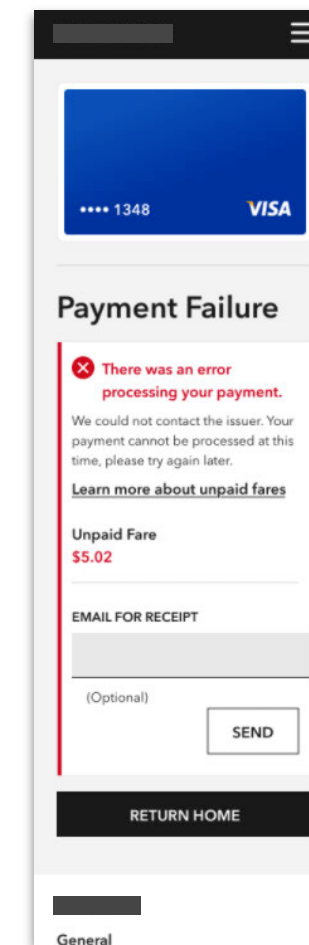 •••• 1348 VISA
Payment Failure
There was an error
processing your payment.
We could not contact the issuer. Your
payment cannot be processed at this
time, please try again later.
Learn more about unpaid fares
Unpaid Fare
$5.02
EMAIL FOR RECEIPT
(Optional)
SEND
RETURN HOME
General